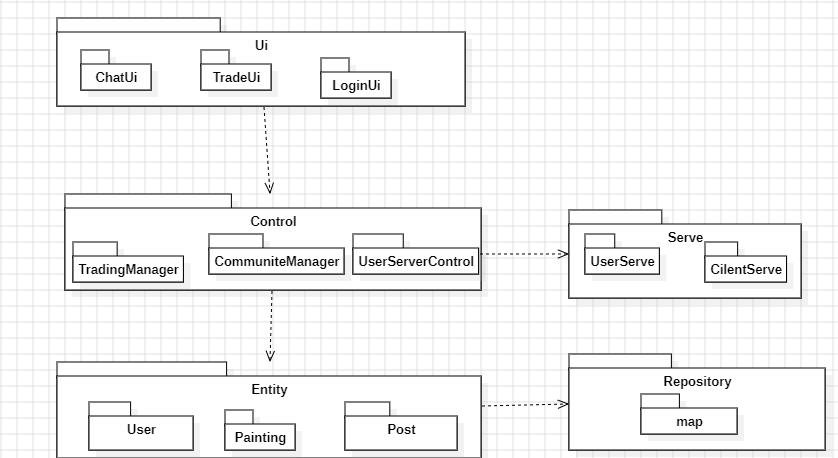 Ui
ChatUi
TradeUi
LoginUi
Control
TradingManager
CommuniteManager
UserServerControl
Serve
UserServe
CilentServe
Entity
User
Painting
Post
Repository
map